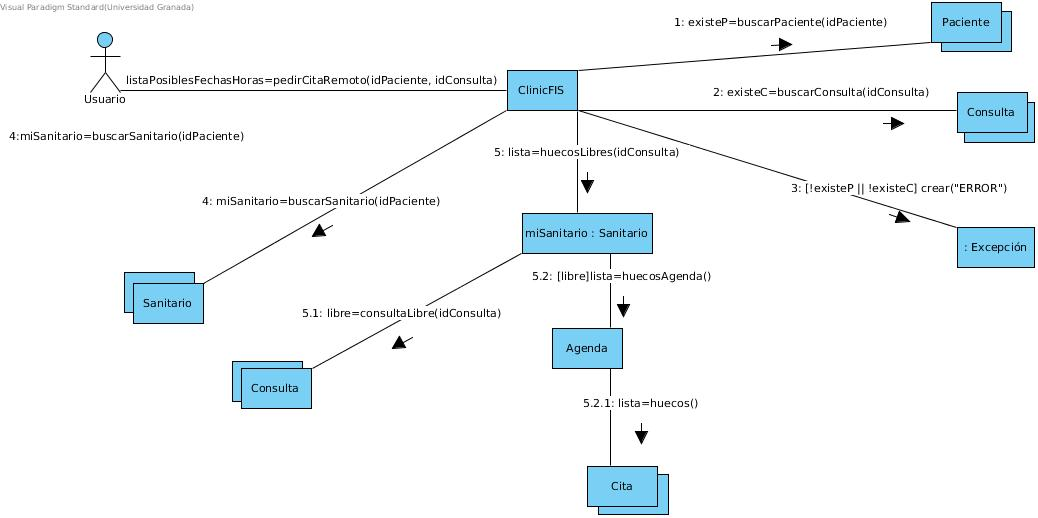 Visual Paradigm Standard(Universidad Granada)
1: existeP=buscarPaciente(idPaciente)
Paciente
listaPosiblesFechasHoras=pedirCitaRemoto(idPaciente, idConsulta)
Usuario
ClinicFIS
2: existeC=buscarConsulta(idConsulta)
Consulta
4:miSanitario=buscarSanitario(idPaciente)
5: lista=huecosLibres(idConsulta)
3: [!existeP || !existeC] crear("ERROR")
4: miSanitario=buscarSanitario(idPaciente)
miSanitario : Sanitario
: Excepción
5.2: [libre]lista=huecosAgenda()
Sanitario
5.1: libre=consultaLibre(idConsulta)
Agenda
Consulta
5.2.1: lista=huecos()
Cita